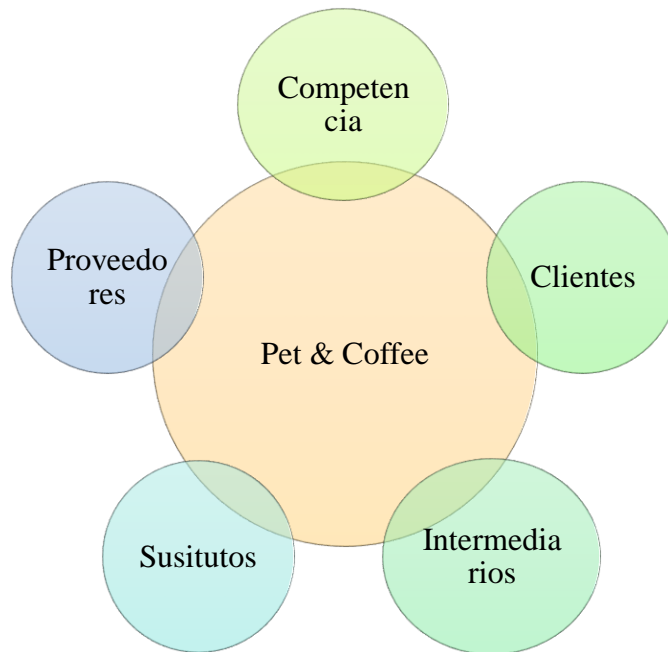 Competen
cia
Proveedo
res
Clientes
Pet & Coffee
Susitutos
Intermedia
rios